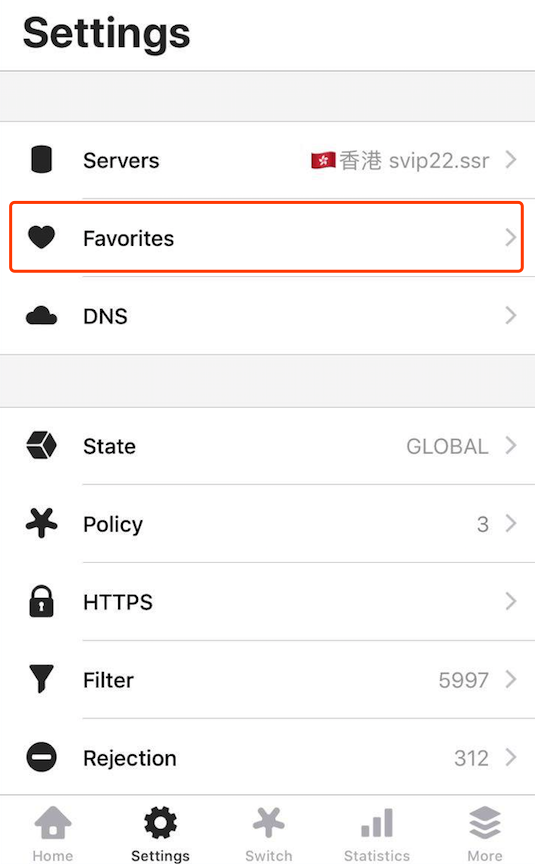 Settings
Servers 香港 svip22.ssr
Favorites
DNS
State GLOBAL
Policy 3
HTTPS
Filter 5997
Rejection 312
Home Settings Switch Statistics More